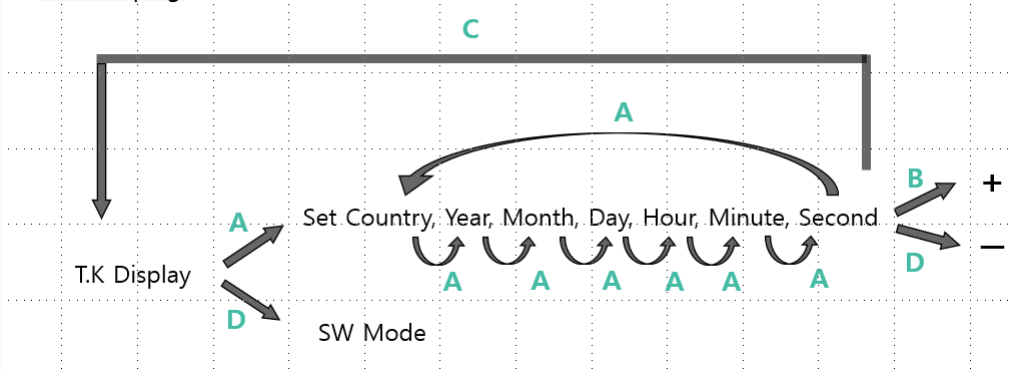 C
A
B
+
A
Set Country, Year, Month, Day, Hour, Minute, Second
D
−
T.K Display
A A A A A A
D
SW Mode